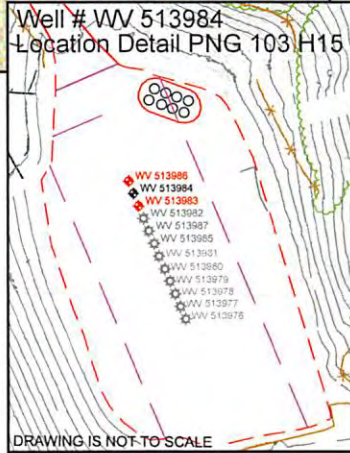 Well # WV 513984
Location Detail PNG 103 H15
WV 513986
WV 513984
WV 513983
WV 513982
WV 513987
WV 513985
WV 513981
WV 513980
WV 513979
WV 513978
WV 513977
WV 513976
DRAWING IS NOT TO SCALE